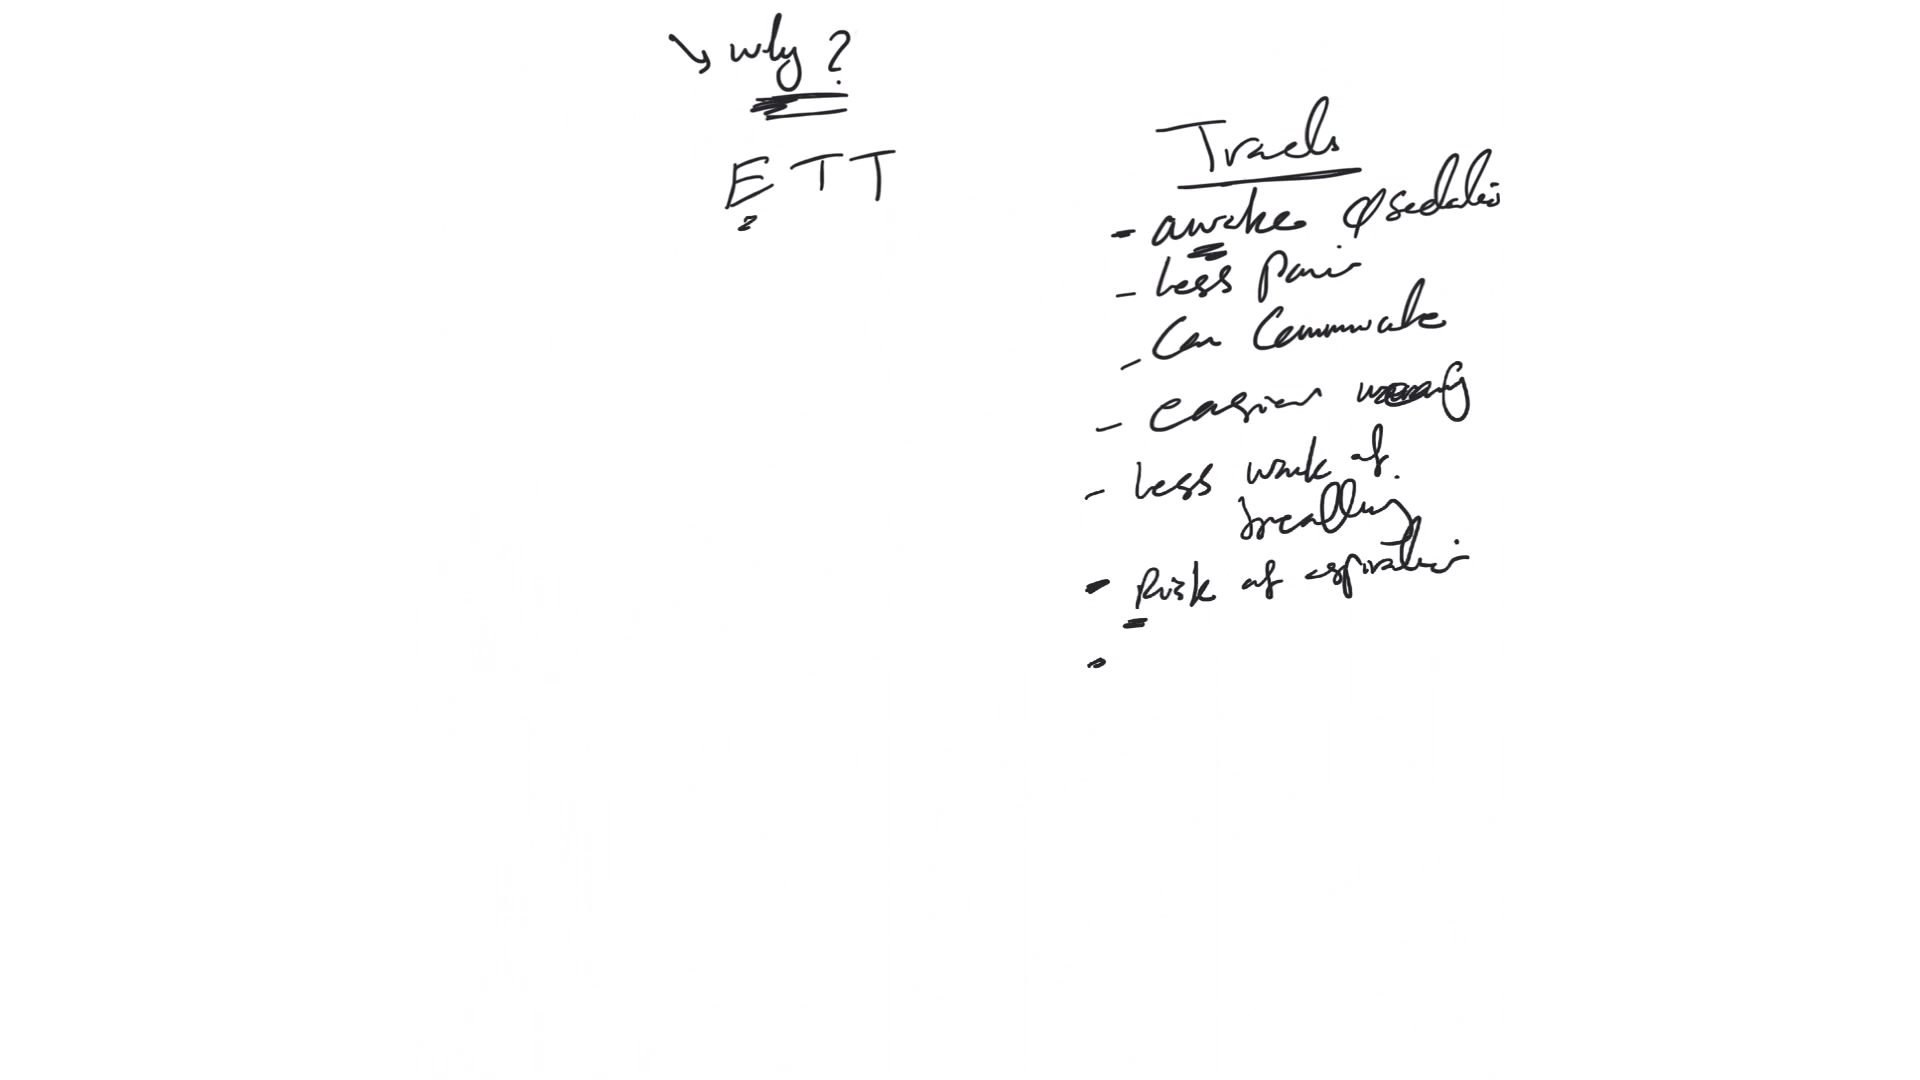 ↘ why?
ETT
Trach
- awake ∅ sedation
- Less pain
- Can Communicate
- easier weaning
- Less work of
breathing
- Risk of aspiration
-